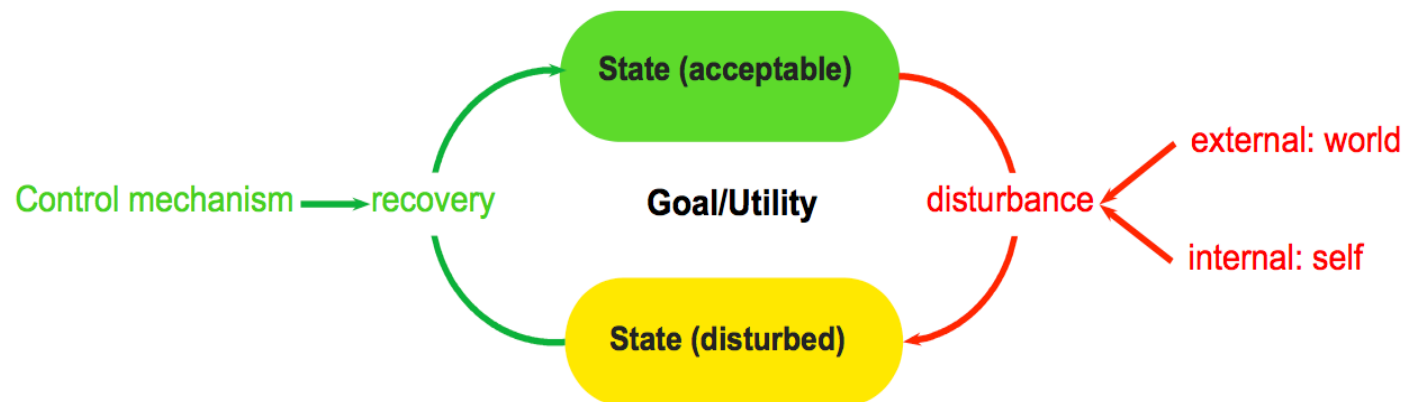 State (acceptable)
external: world
Control mechanism
recovery
Goal/Utility
disturbance
internal: self
State (disturbed)